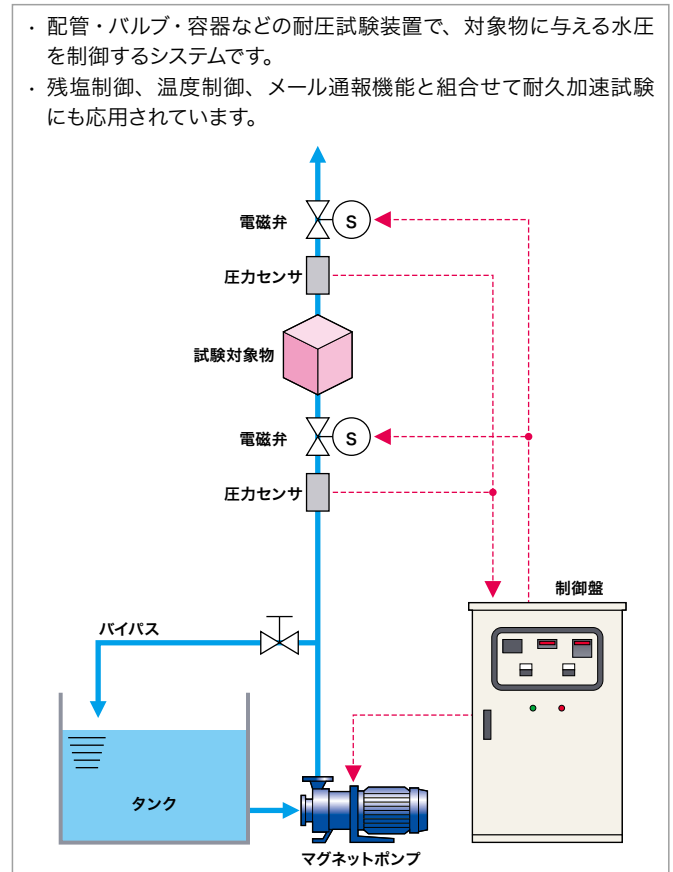 ・配管・バルブ・容器などの耐圧試験装置で、対象物に与える水圧
を制御するシステムです。
・残塩制御、温度制御、メール通報機能と組合せて耐久加速試験
にも応用されています。
電磁弁
S
圧力センサ
試験対象物
電磁弁
S
圧力センサ
制御盤
バイパス
タンク
マグネットポンプ